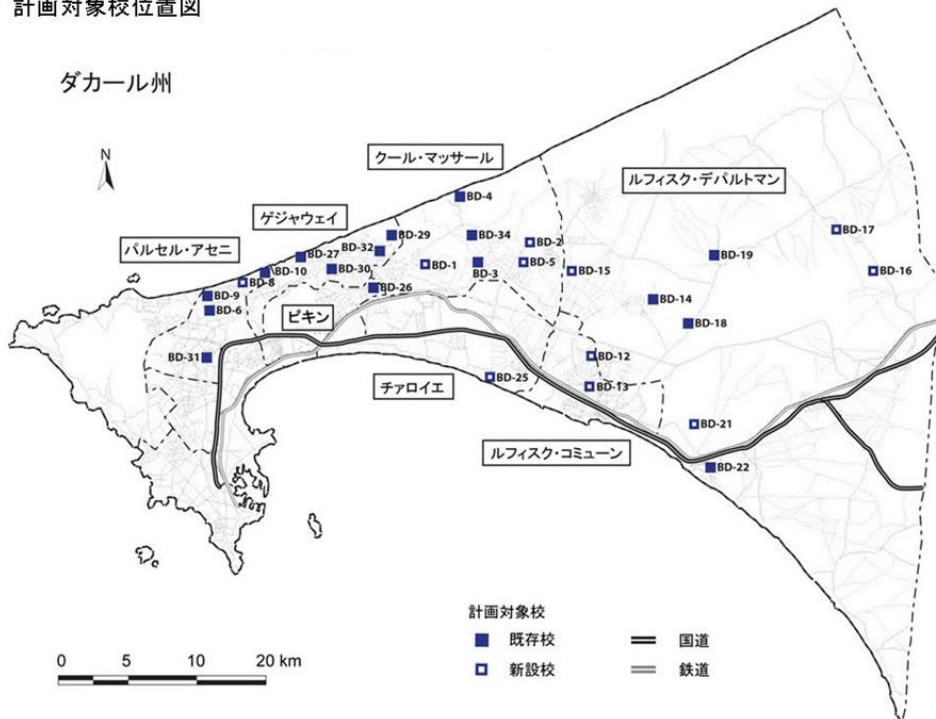 計画対象校位置図
ダカール州
N
クール・マッサール
ルフィスク・デパルトマン
ゲジャウェイ
パルセル・アセニ
BD-4
BD-29
BD-34
BD-2
BD-17
BD-32
BD-27
BD-19
BD-10
BD-30
BD-1
BD-3
BD-5
BD-15
BD-16
BD-8
BD-26
BD-9
BD-14
BD-6
ピキン
BD-18
BD-31
BD-12
チャロイエ
BD-25
BD-13
BD-21
ルフィスク・コミューン
BD-22
計画対象校
既存校
国道
新設校
鉄道
0 5 10 20 km